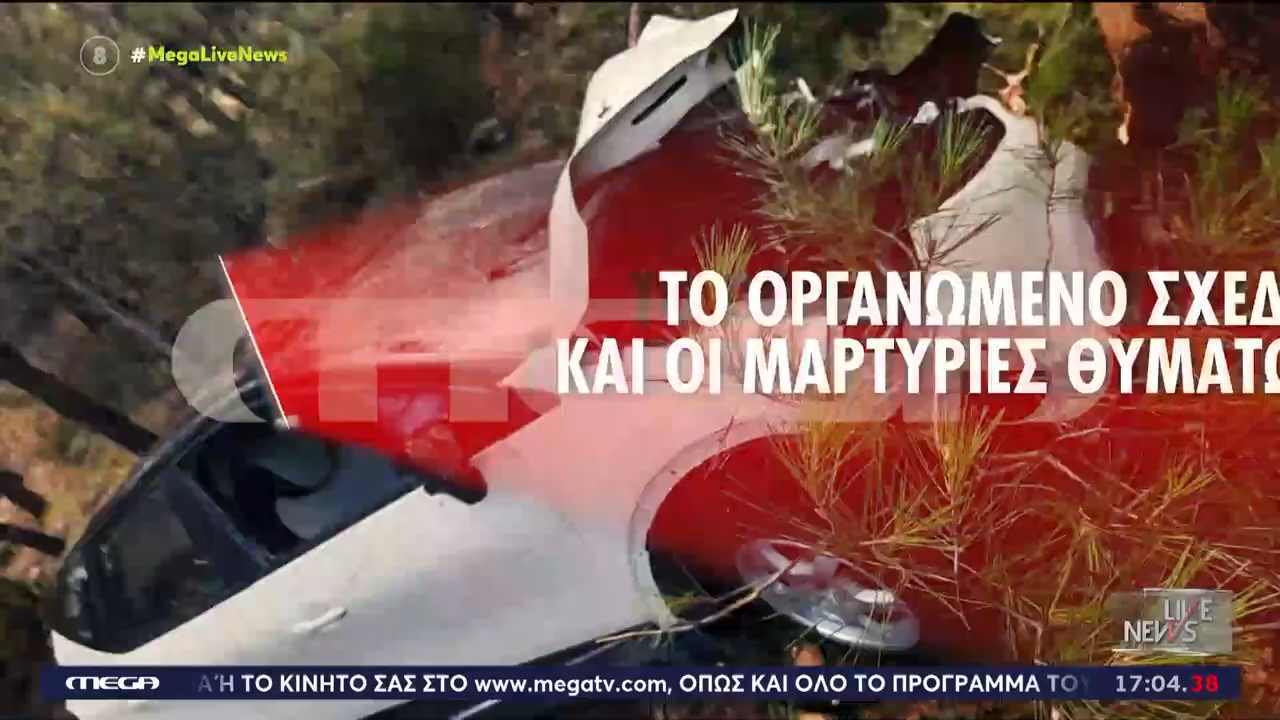 8 #MegaLiveNews
ΤΟ ΟΡΓΑΝΩΜΕΝΟ ΣΧΕΔ
ΚΑΙ ΟΙ ΜΑΡΤΥΡΙΕΣ ΘΥΜΑΤΩ
LIVE
NEWS
MEGA Ή ΤΟ ΚΙΝΗΤΟ ΣΑΣ ΣΤΟ www.megatv.com, ΟΠΩΣ ΚΑΙ ΟΛΟ ΤΟ ΠΡΟΓΡΑΜΜΑ ΤΟΥ 17:04.38